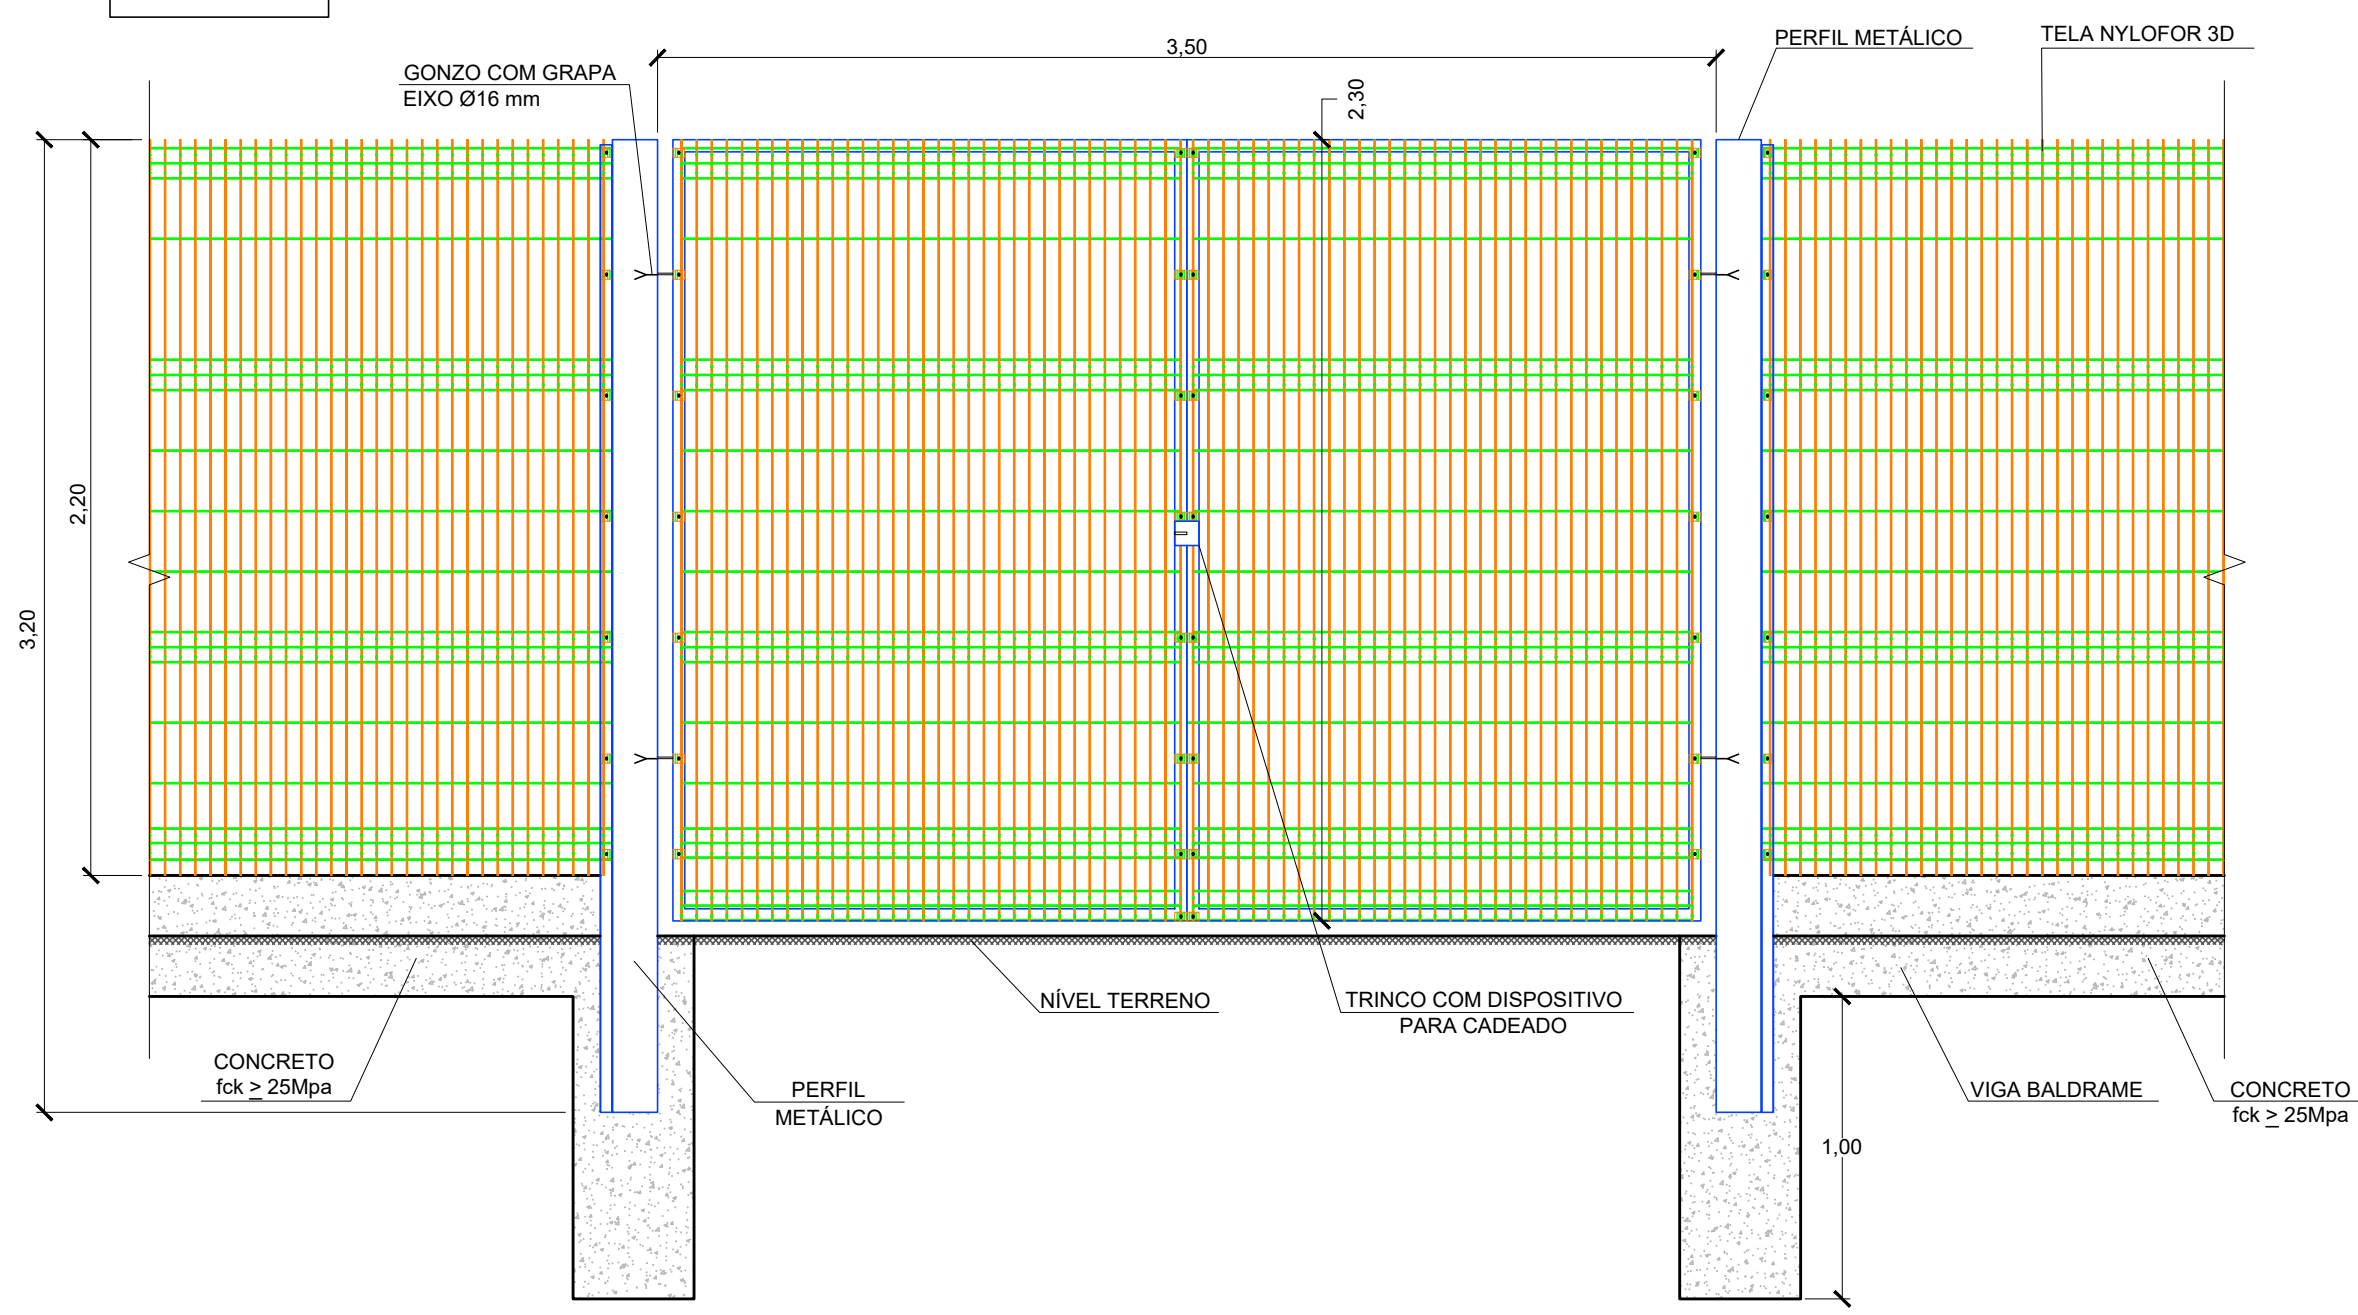 PERFIL METÁLICO
TELA NYLOFOR 3D
3,50
GONZO COM GRAPA
EIXO Ø16 mm
2,30
2,20
3,20
NÍVEL TERRENO
TRINCO COM DISPOSITIVO
PARA CADEADO
CONCRETO
fck ≥ 25Mpa
PERFIL
METÁLICO
VIGA BALDRAME
CONCRETO
fck ≥ 25Mpa
1,00